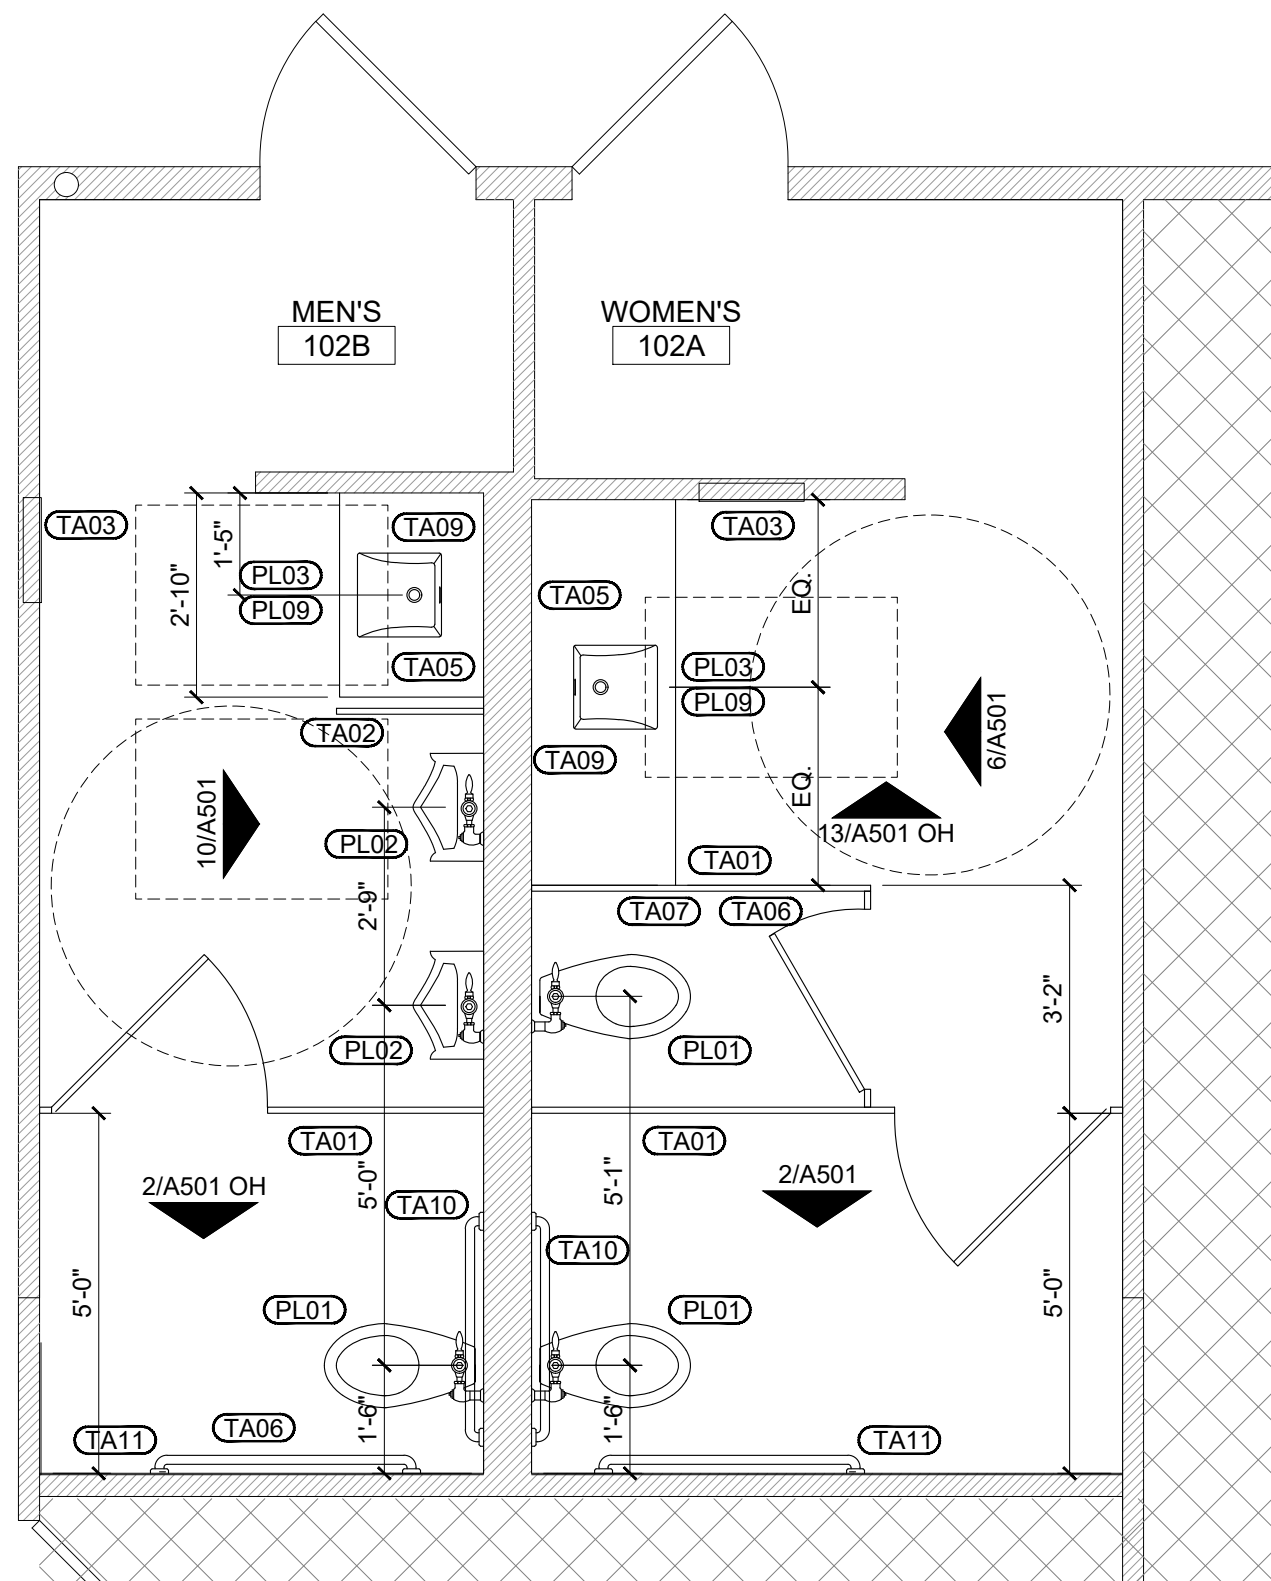 MEN'S
102B
WOMEN'S
102A
TA03
TA09
TA03
1'-5"
PL03
2'-10"
PL09
TA05
EQ.
TA05
PL03
PL09
TA02
6/A501
TA09
EQ.
10/A501
13/A501 OH
PL02
TA01
2'-9"
TA07
TA06
3'-2"
PL02
PL01
TA01
TA01
5'-0"
5'-1"
2/A501 OH
2/A501
TA10
TA10
5'-0"
5'-0"
PL01
PL01
1'-6"
1'-6"
TA06
TA11
TA11